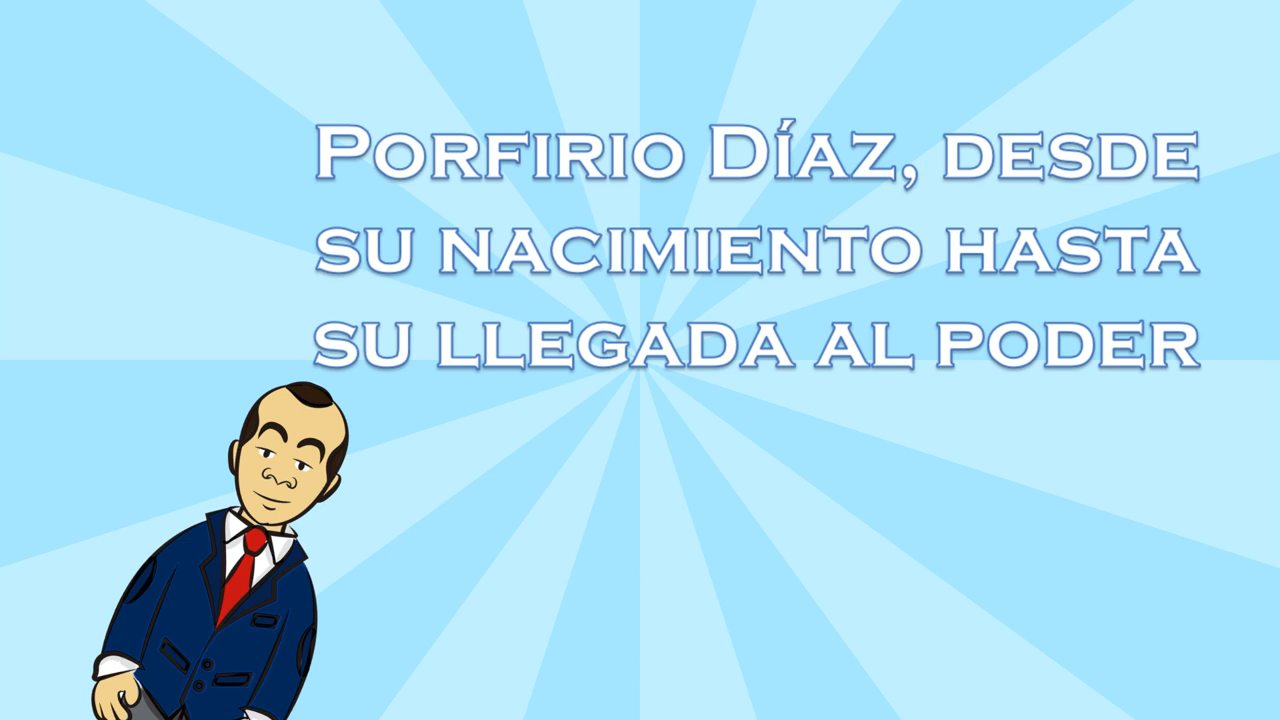 Porfirio Díaz, desde
su nacimiento hasta
su llegada al poder